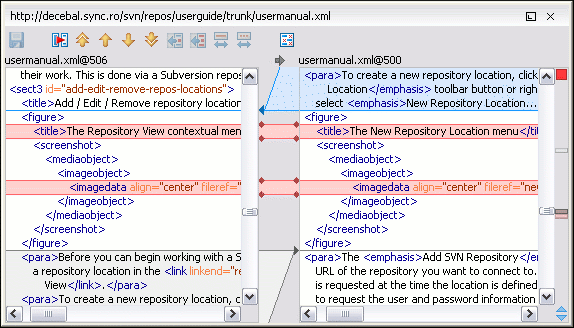 http://decebal.sync.ro/svn/repos/userguide/trunk/usermanual.xml
usermanual.xml@506
their work. This is done via a Subversion repos
<sect3 id="add-edit-remove-repos-locations">
<title>Add / Edit / Remove repository location
<figure>
<title>The Repository View contextual men
<screenshot>
<mediaobject>
<imageobject>
<imagedata align="center" fileref="
</imageobject>
</mediaobject>
</screenshot>
</figure>
<para>Before you can begin working with a S
a repository location in the <link linkend="re
View</link>.</para>
<para>To create a new repository location, c
usermanual.xml@500
<para>To create a new repository location, click
Location</emphasis> toolbar button or righ
select <emphasis>New Repository Location...
<figure>
<title>The New Repository Location menu</tit
<screenshot>
<mediaobject>
<imageobject>
<imagedata align="center" fileref="nev
</imageobject>
</mediaobject>
</screenshot>
</figure>
<para>The <emphasis>Add SVN Repository</em
URL of the repository you want to connect to.
is requested at the time the location is defined
to request the user and password information